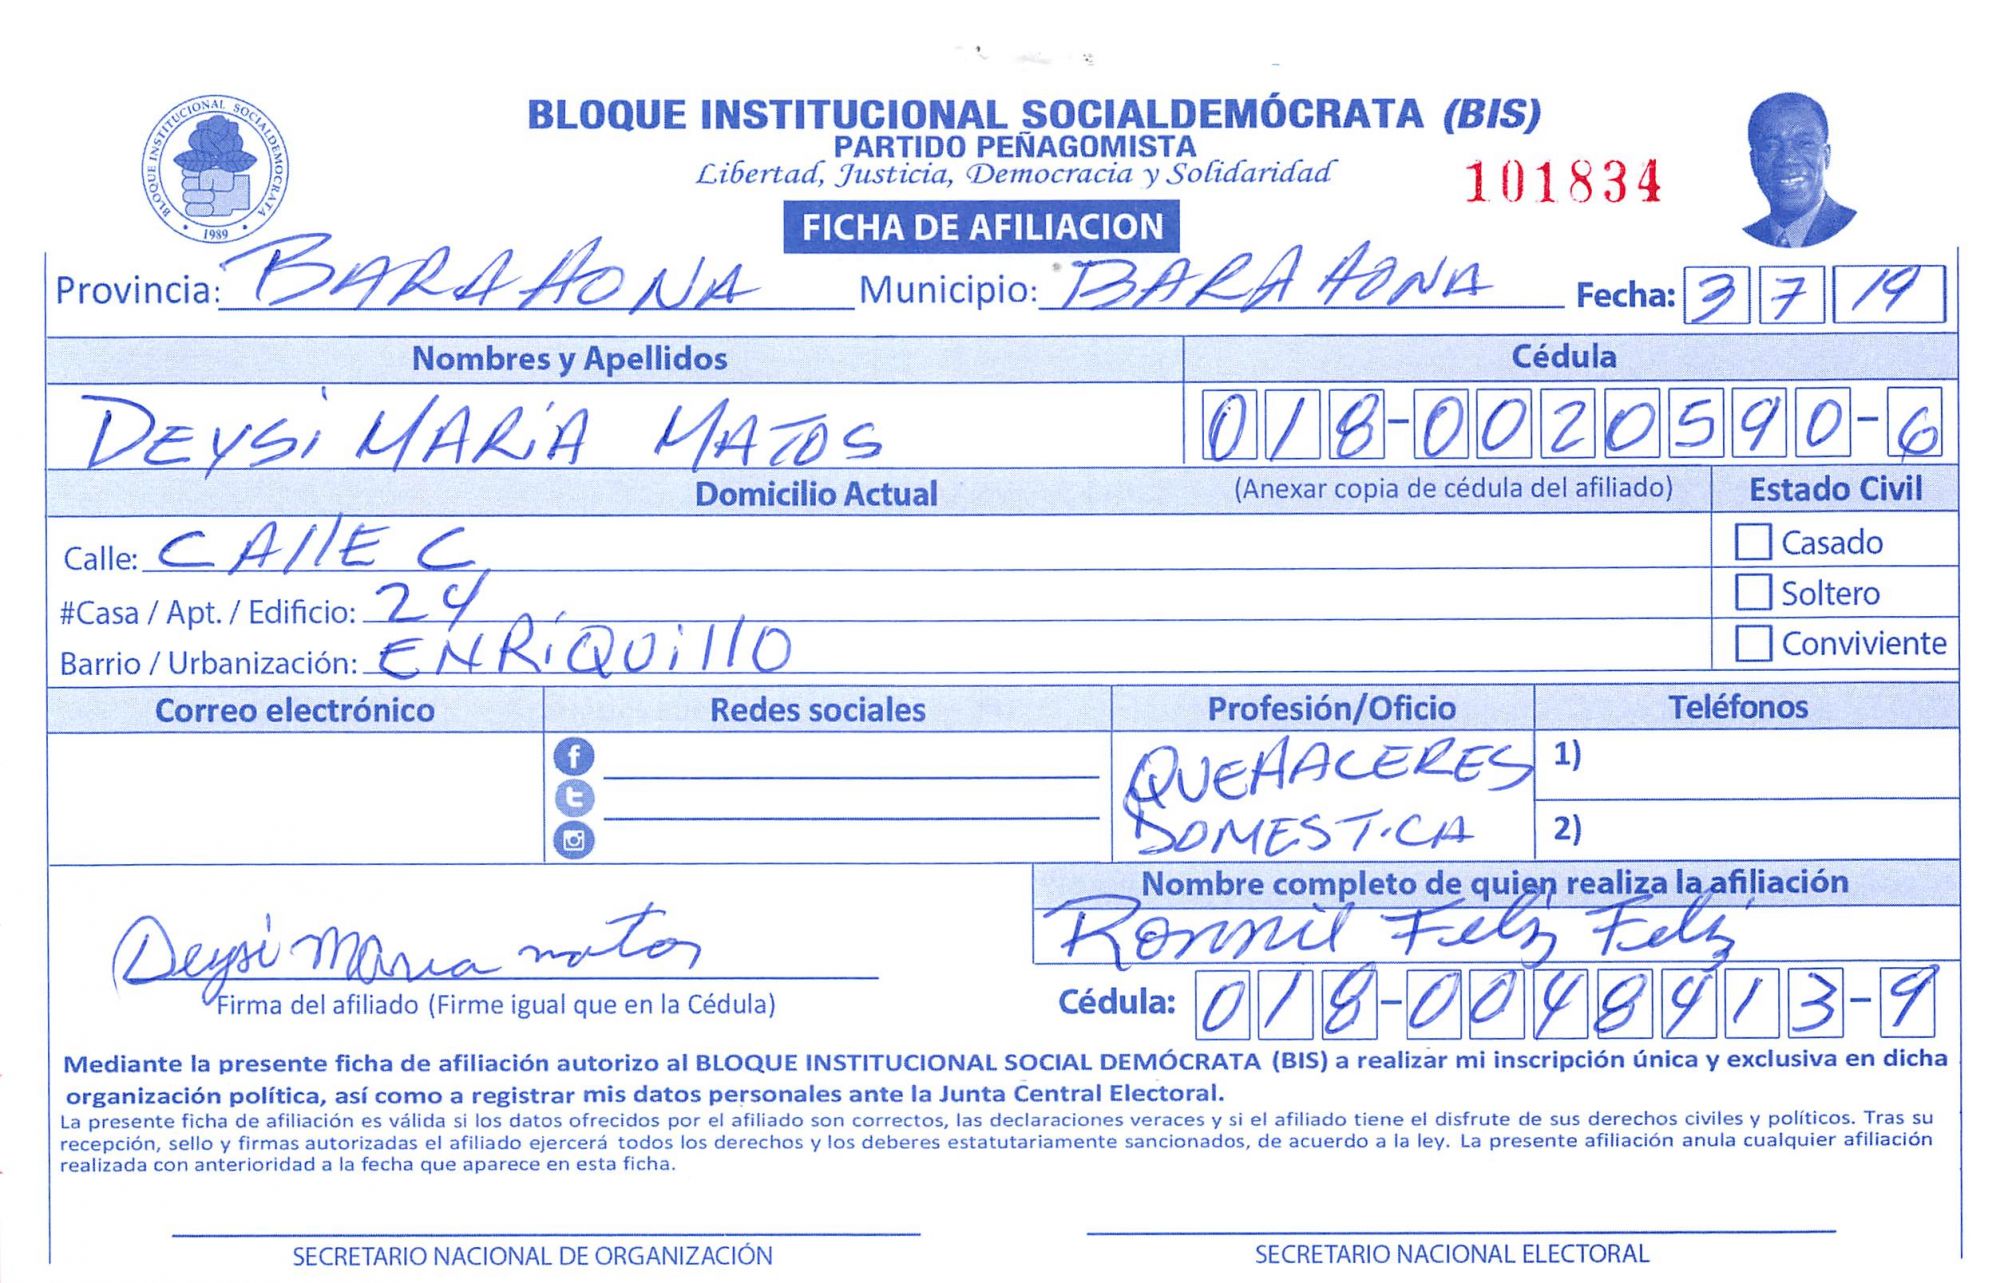 BLOQUE INSTITUCIONAL SOCIALDEMOCRATA
1989
BLOQUE INSTITUCIONAL SOCIALDEMÓCRATA (BIS)
PARTIDO PEÑAGOMISTA
Libertad, Justicia, Democracia y Solidaridad
101834
FICHA DE AFILIACION
Provincia: BARAHONA Municipio: BARAHONA Fecha: 3 7 19
Nombres y Apellidos Cédula
DEYSI MARIA MATOS 018-0020590-6
Domicilio Actual (Anexar copia de cédula del afiliado) Estado Civil
Calle: CAllE C Casado
#Casa / Apt. / Edificio: 24 Soltero
Barrio / Urbanización: ENRiQUillO Conviviente
Correo electrónico Redes sociales Profesión/Oficio Teléfonos
QUEHACERES 1)
DOMESTICA 2)
Nombre completo de quien realiza la afiliación
Ronnil Feliz Feliz
Deysi Maria matos
Firma del afiliado (Firme igual que en la Cédula) Cédula: 018-0048413-9
Mediante la presente ficha de afiliación autorizo al BLOQUE INSTITUCIONAL SOCIAL DEMÓCRATA (BIS) a realizar mi inscripción única y exclusiva en dicha
organización política, así como a registrar mis datos personales ante la Junta Central Electoral.
La presente ficha de afiliación es válida si los datos ofrecidos por el afiliado son correctos, las declaraciones veraces y si el afiliado tiene el disfrute de sus derechos civiles y políticos. Tras su
recepción, sello y firmas autorizadas el afiliado ejercerá todos los derechos y los deberes estatutariamente sancionados, de acuerdo a la ley. La presente afiliación anula cualquier afiliación
realizada con anterioridad a la fecha que aparece en esta ficha.
SECRETARIO NACIONAL DE ORGANIZACIÓN SECRETARIO NACIONAL ELECTORAL